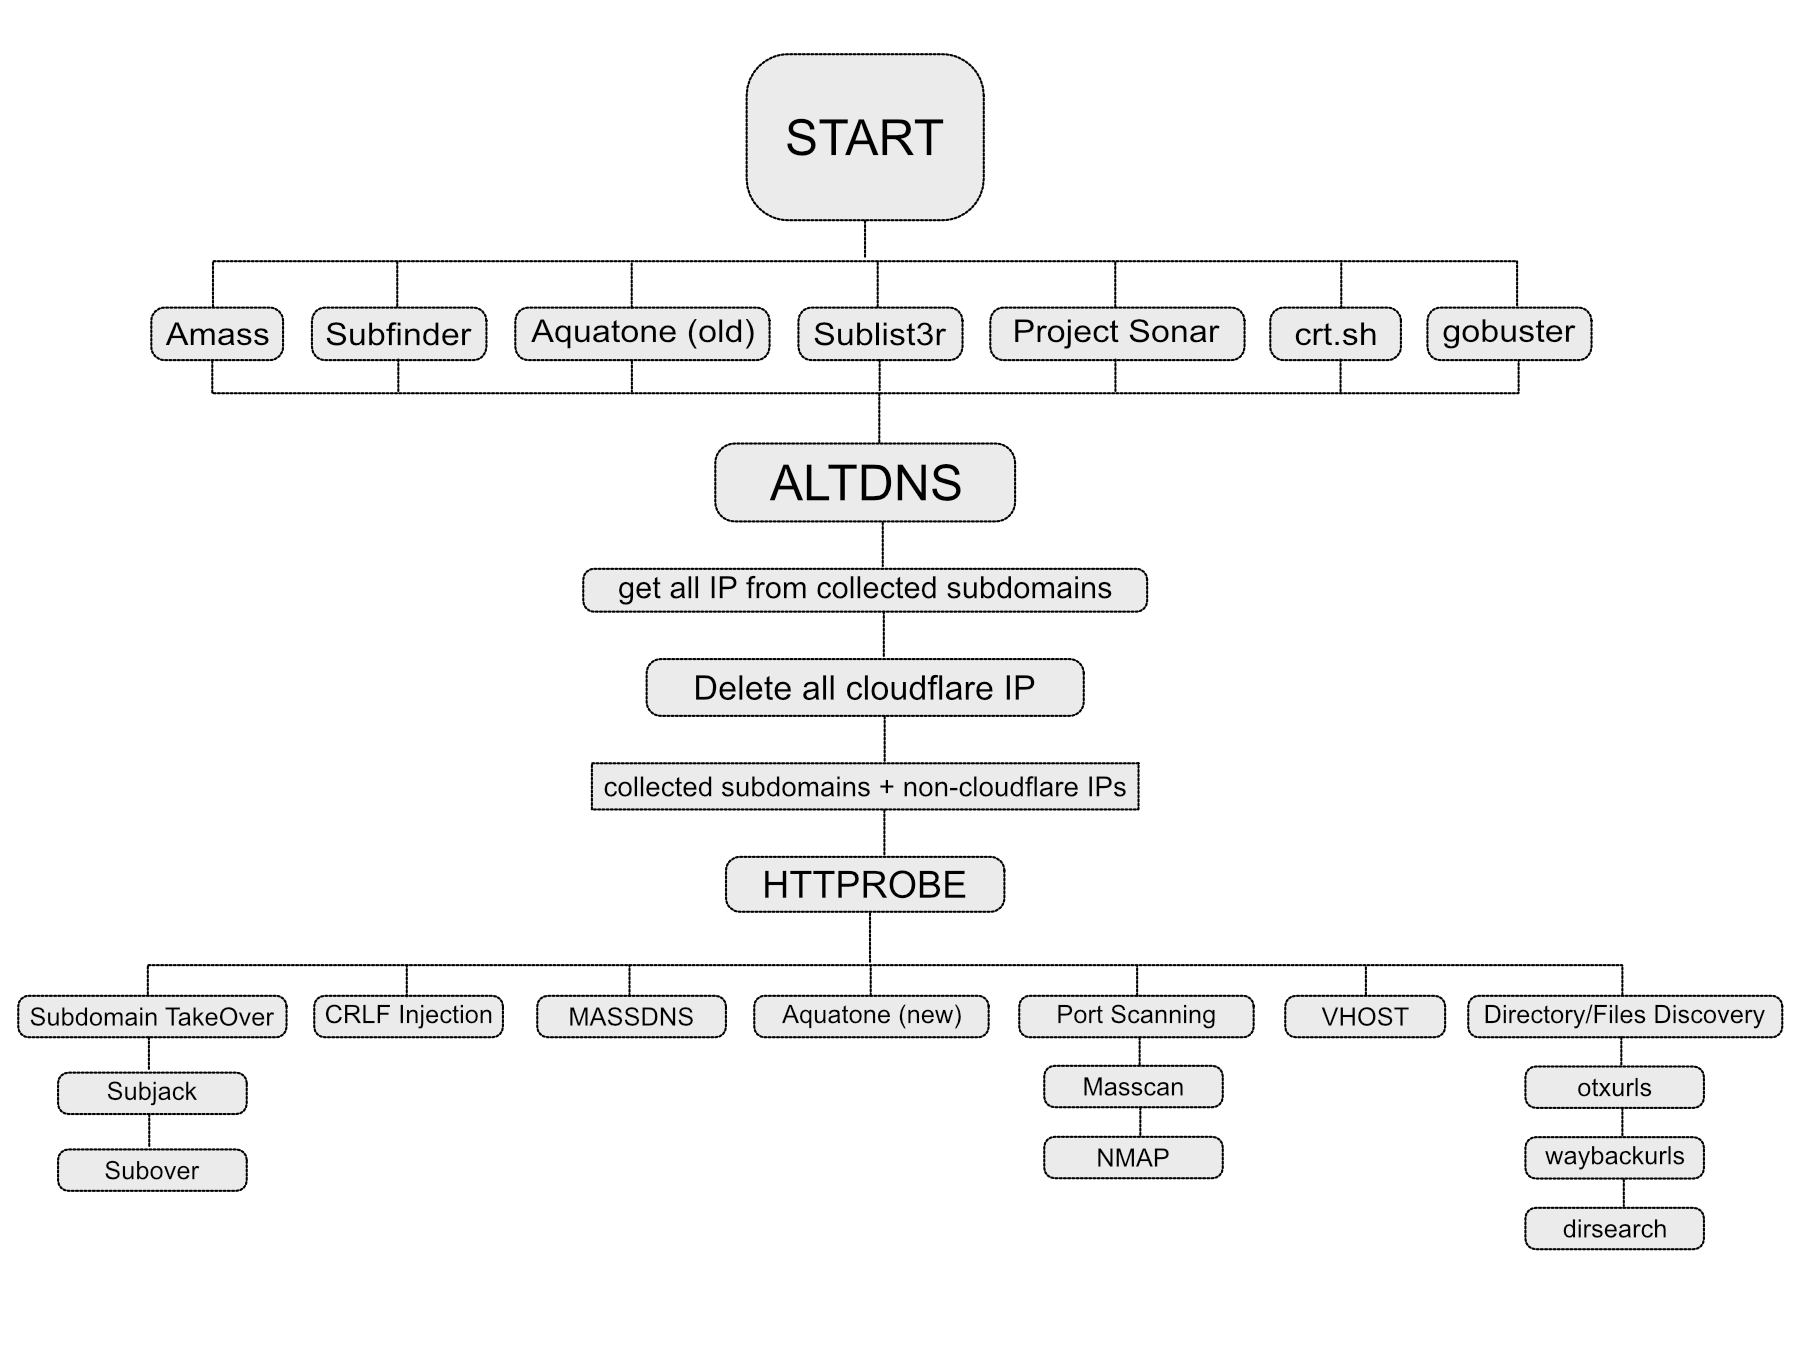 START
Amass
Subfinder
Aquatone (old)
Sublist3r
Project Sonar
crt.sh
gobuster
ALTDNS
get all IP from collected subdomains
Delete all cloudflare IP
collected subdomains + non-cloudflare IPs
HTTPROBE
Subdomain TakeOver
CRLF Injection
MASSDNS
Aquatone (new)
Port Scanning
VHOST
Directory/Files Discovery
Subjack
Masscan
otxurls
Subover
NMAP
waybackurls
dirsearch